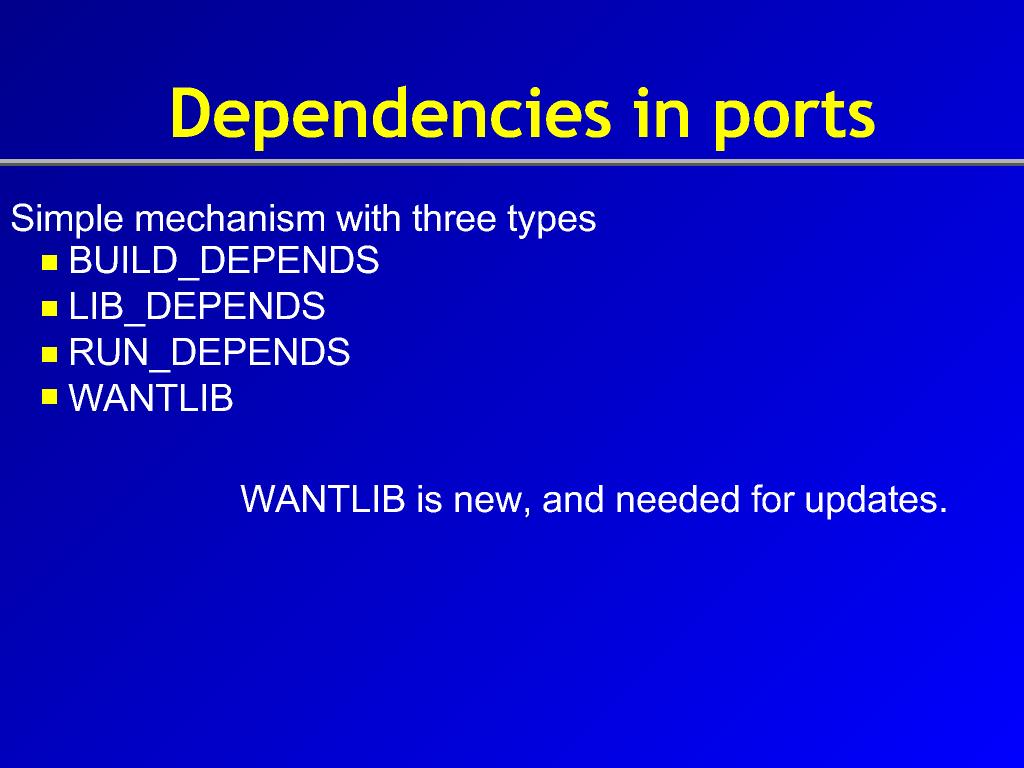 Dependencies in ports
Simple mechanism with three types
BUILD_DEPENDS
LIB_DEPENDS
RUN_DEPENDS
WANTLIB
WANTLIB is new, and needed for updates.